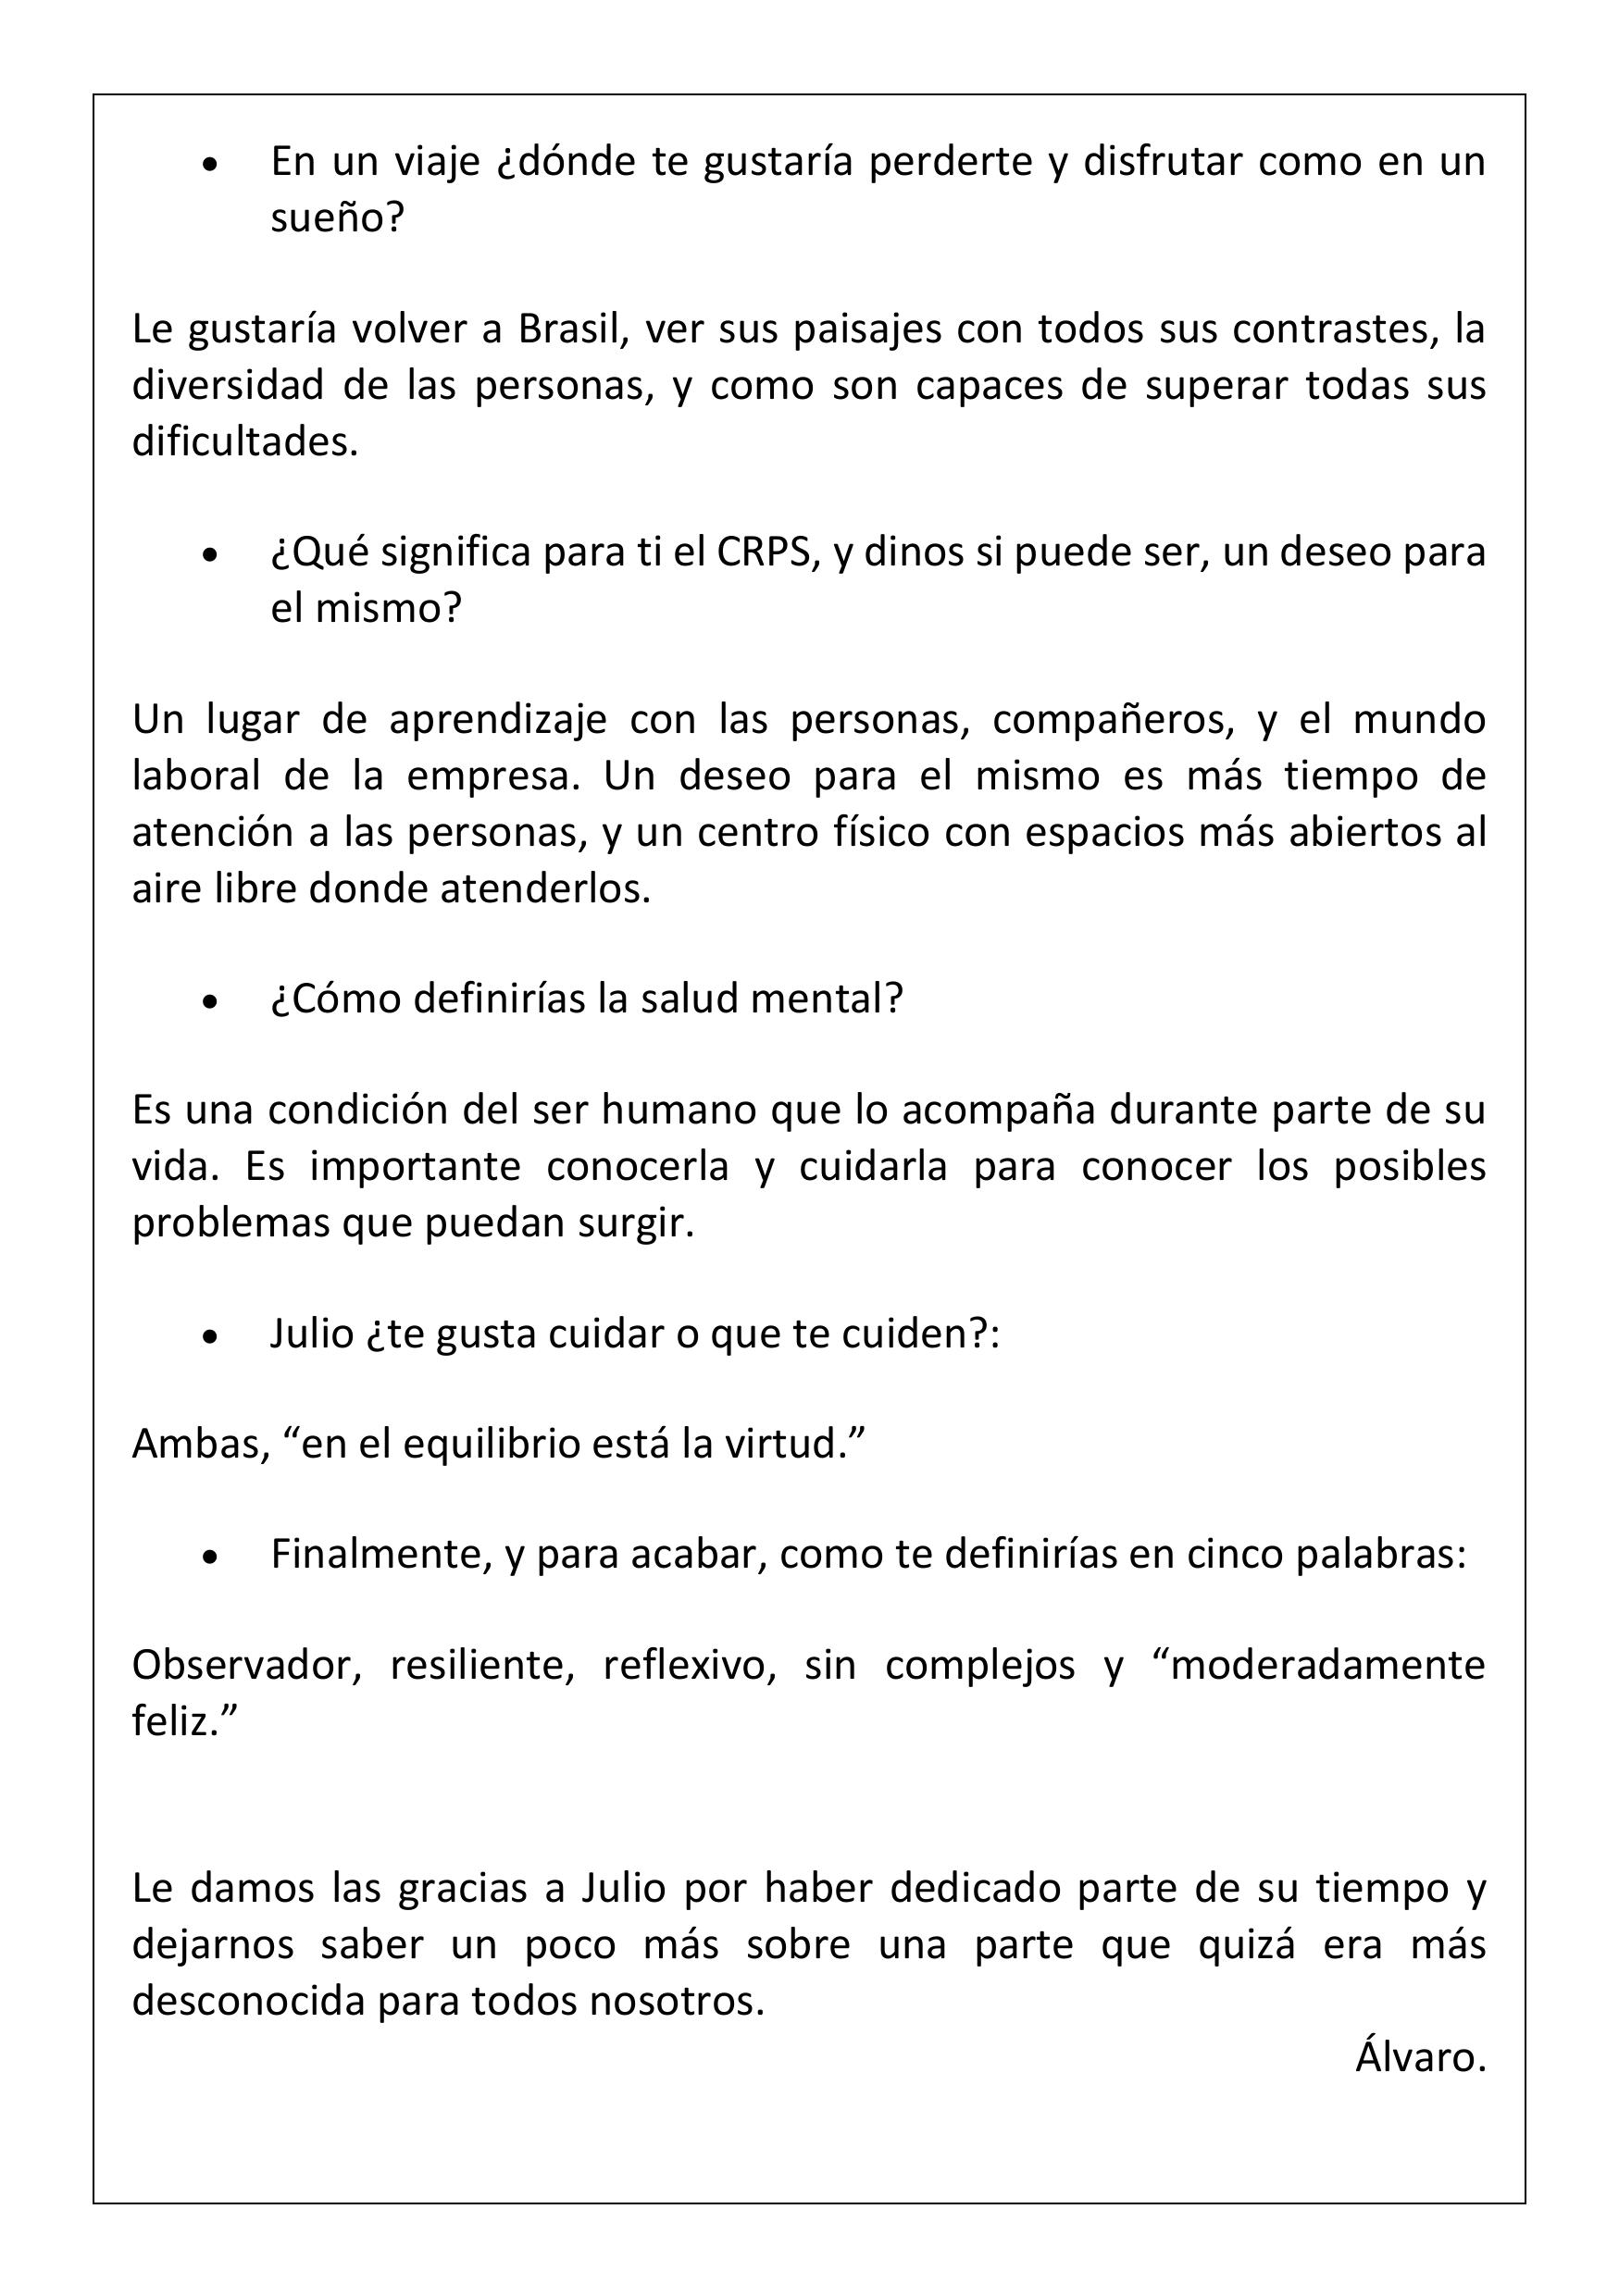 • En un viaje ¿dónde te gustaría perderte y disfrutar como en un
sueño?
Le gustaría volver a Brasil, ver sus paisajes con todos sus contrastes, la
diversidad de las personas, y como son capaces de superar todas sus
dificultades.
• ¿Qué significa para ti el CRPS, y dinos si puede ser, un deseo para
el mismo?
Un lugar de aprendizaje con las personas, compañeros, y el mundo
laboral de la empresa. Un deseo para el mismo es más tiempo de
atención a las personas, y un centro físico con espacios más abiertos al
aire libre donde atenderlos.
• ¿Cómo definirías la salud mental?
Es una condición del ser humano que lo acompaña durante parte de su
vida. Es importante conocerla y cuidarla para conocer los posibles
problemas que puedan surgir.
• Julio ¿te gusta cuidar o que te cuiden?:
Ambas, “en el equilibrio está la virtud.”
• Finalmente, y para acabar, como te definirías en cinco palabras:
Observador, resiliente, reflexivo, sin complejos y “moderadamente
feliz.”
Le damos las gracias a Julio por haber dedicado parte de su tiempo y
dejarnos saber un poco más sobre una parte que quizá era más
desconocida para todos nosotros.
Álvaro.